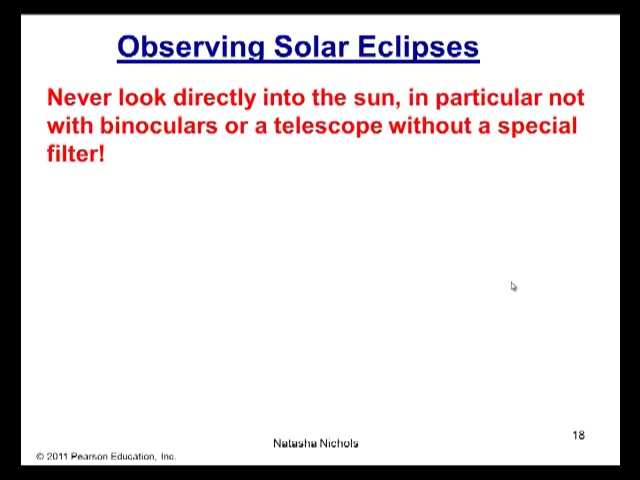 Observing Solar Eclipses
Never look directly into the sun, in particular not
with binoculars or a telescope without a special
filter!
18
Natasha Nichols
© 2011 Pearson Education, Inc.